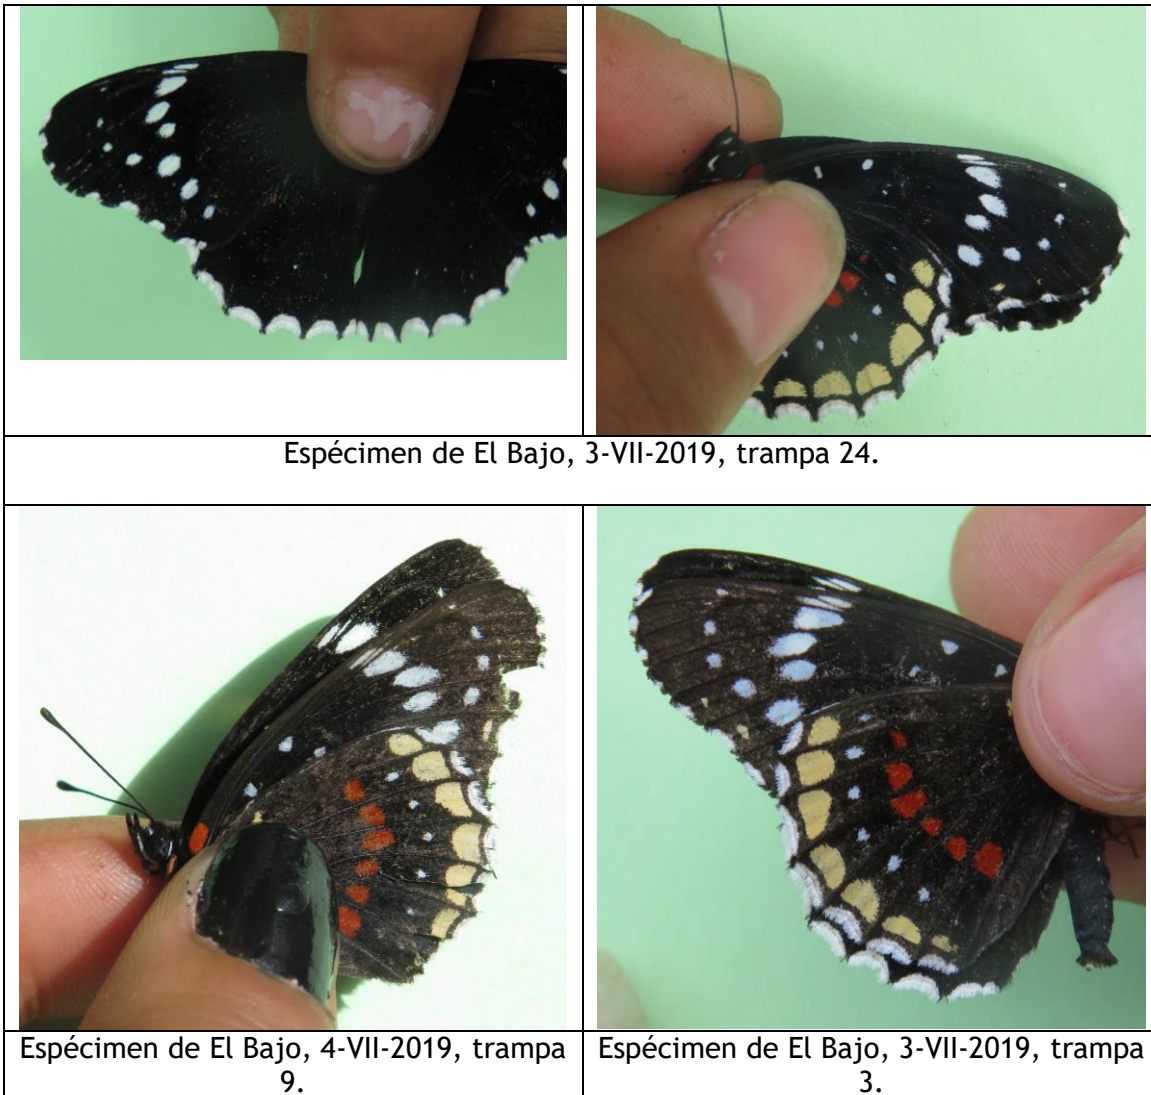 Espécimen de El Bajo, 3-VII-2019, trampa 24.
Espécimen de El Bajo, 4-VII-2019, trampa
9.
Espécimen de El Bajo, 3-VII-2019, trampa
3.